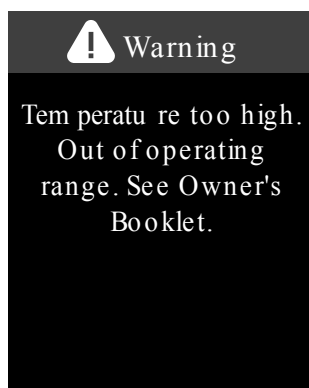 Warning
Temperature too high.
Out of operating
range. See Owner's
Booklet.